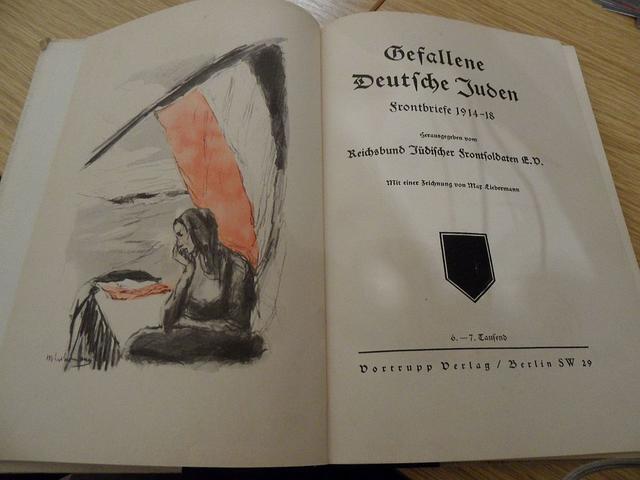 Gefallene
Deutsche Juden
Frontbriefe 1914-18
Herausgegeben vom
Reichsbund Jüdischer Frontsoldaten E.V.
Mit einer Zeichnung von Max Liebermann
6.—7. Tausend
Vortrupp Verlag / Berlin SW 29